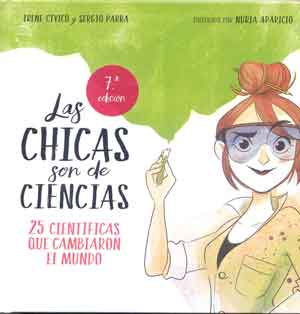 IRENE CÍVICO y SERGIO PARRA
ILUSTRADO POR NÚRIA APARICIO
7.ª
edición
Las
CHICAS
son de
CIENCIAS
25 CIENTÍFICAS
QUE CAMBIARON
EL MUNDO